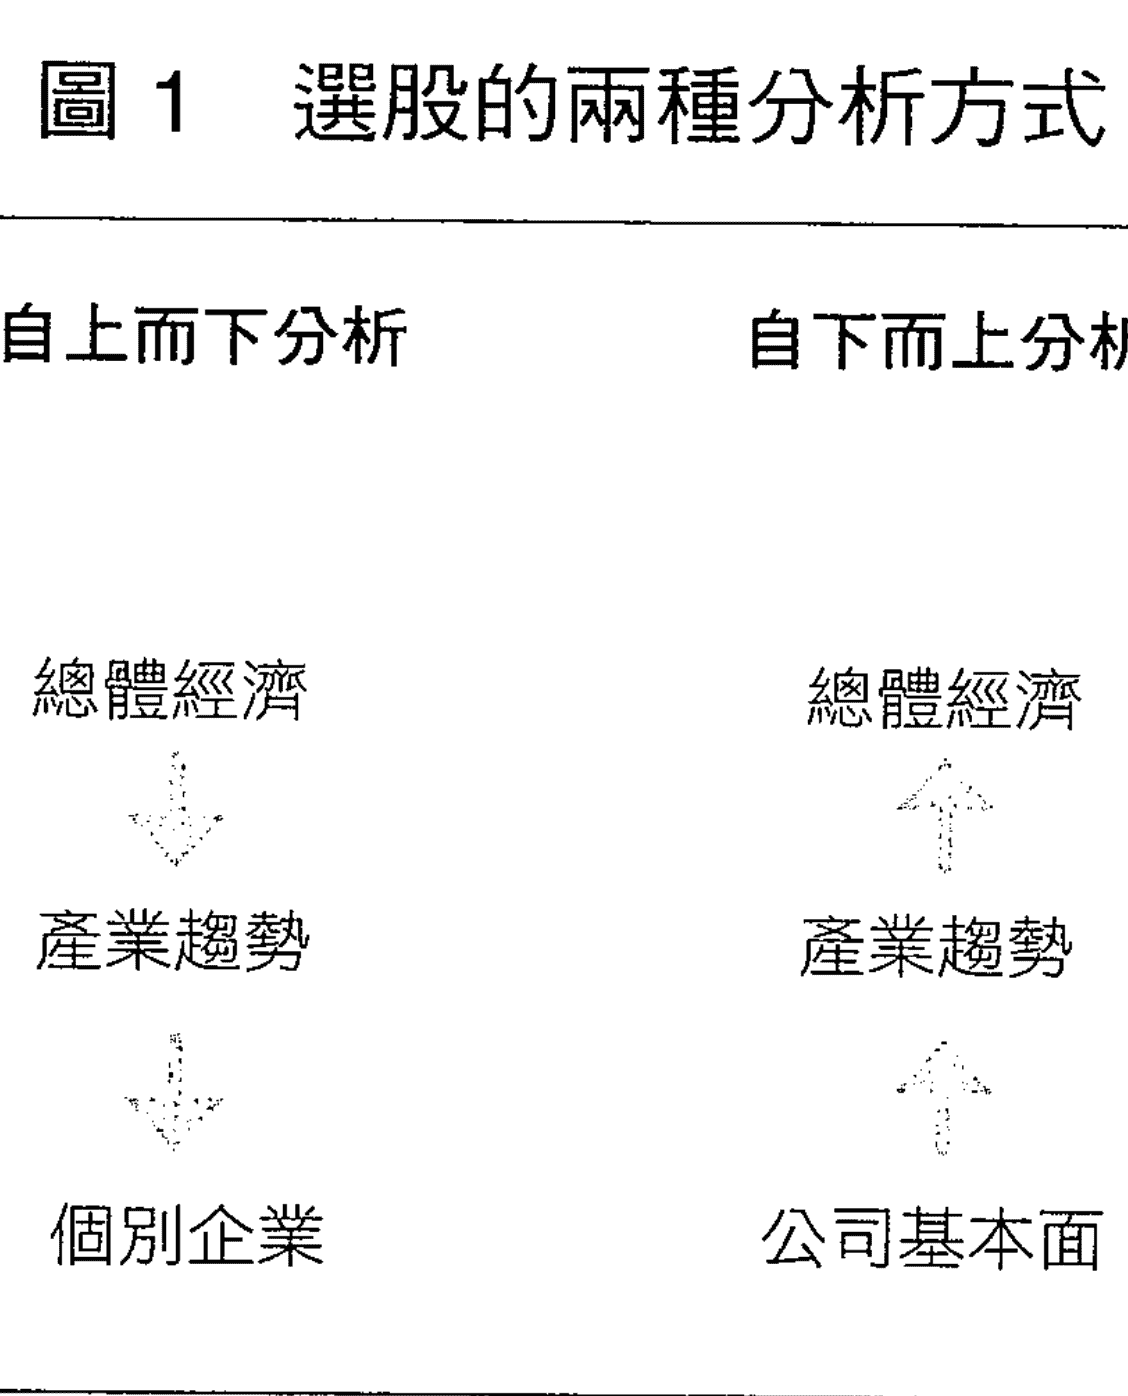 圖 1 選股的兩種分析方式
自上而下分析 自下而上分析
總體經濟 總體經濟
產業趨勢 產業趨勢
個別企業 公司基本面